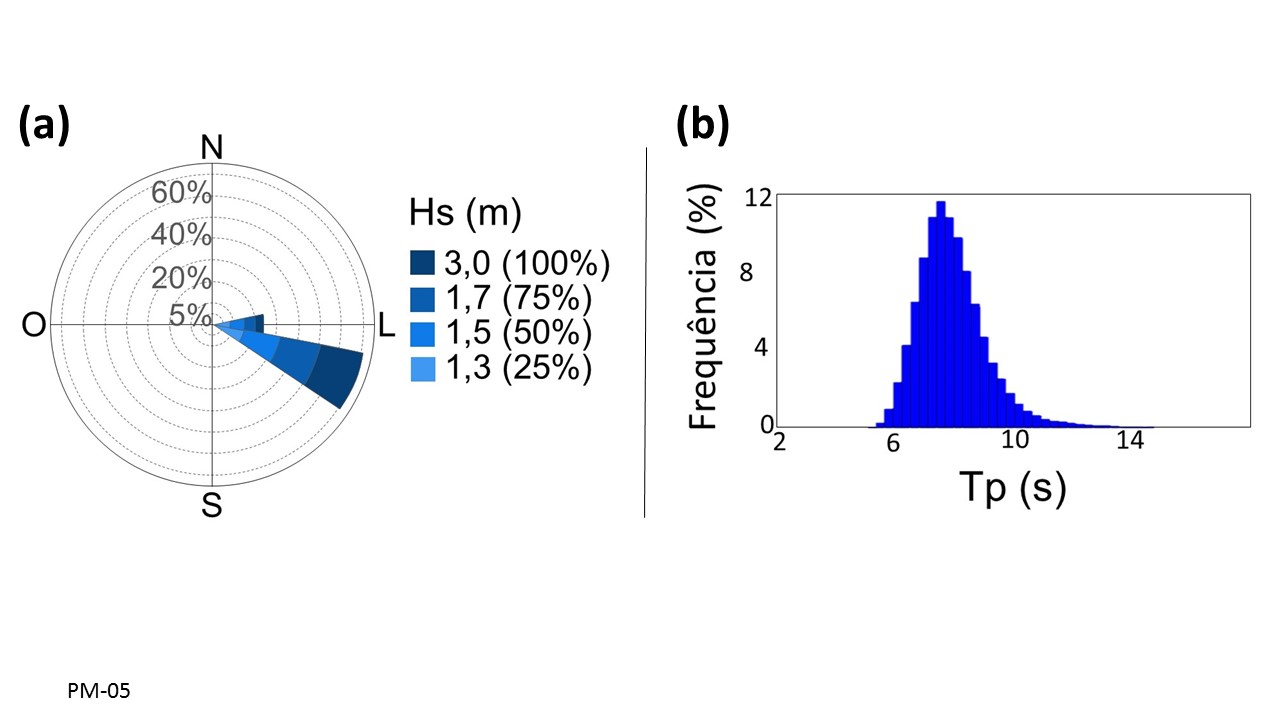 (a)
N
60%
40%
20%
5%
O
L
S
Hs (m)
3,0 (100%)
1,7 (75%)
1,5 (50%)
1,3 (25%)
(b)
Frequência (%)
12
8
4
0
2
6
10
14
Tp (s)
PM-05